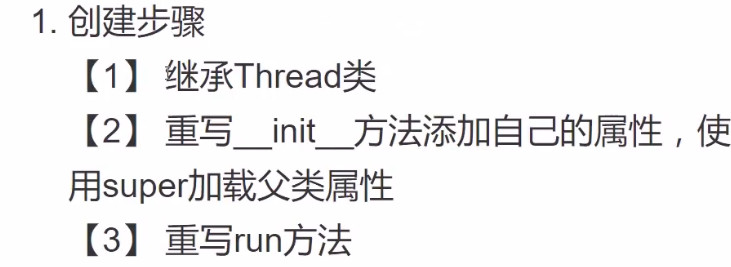 1. 创建步骤
【1】 继承Thread类
【2】 重写__init__方法添加自己的属性，使
用super加载父类属性
【3】 重写run方法